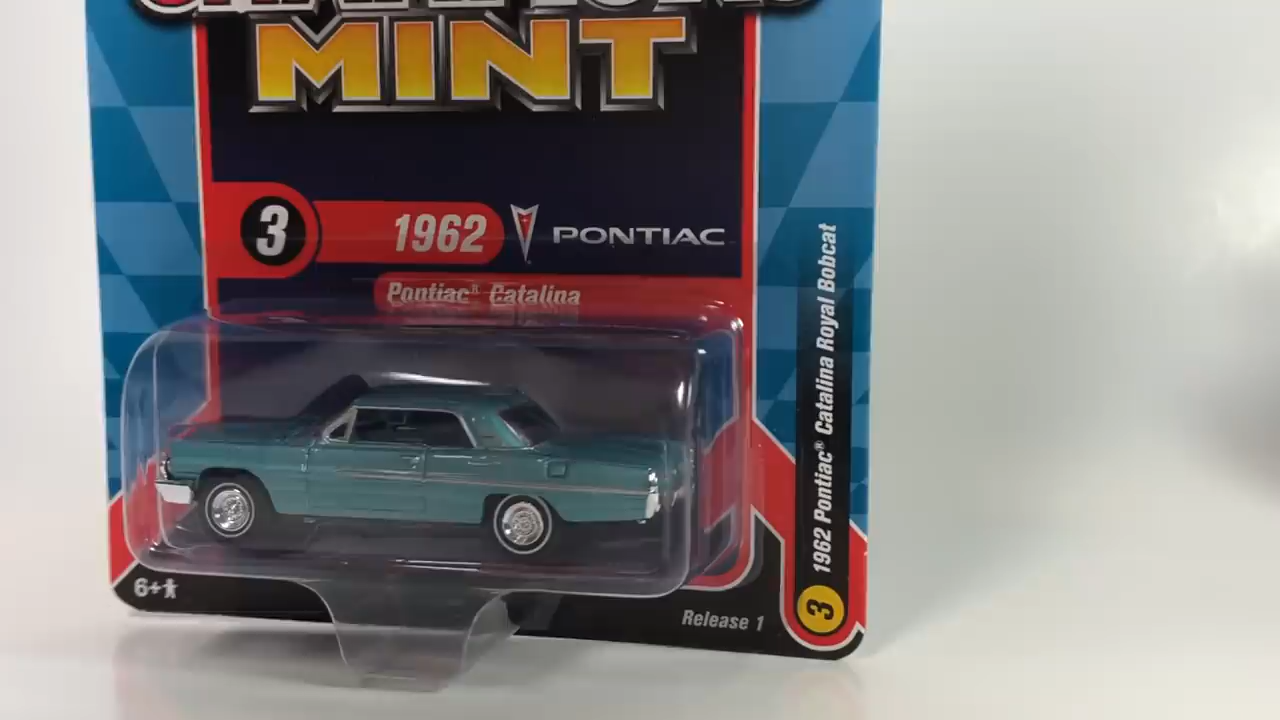 MINT
3
1962
PONTIAC
Pontiac® Catalina
1962 Pontiac® Catalina Royal Bobcat
3
6+
Release 1